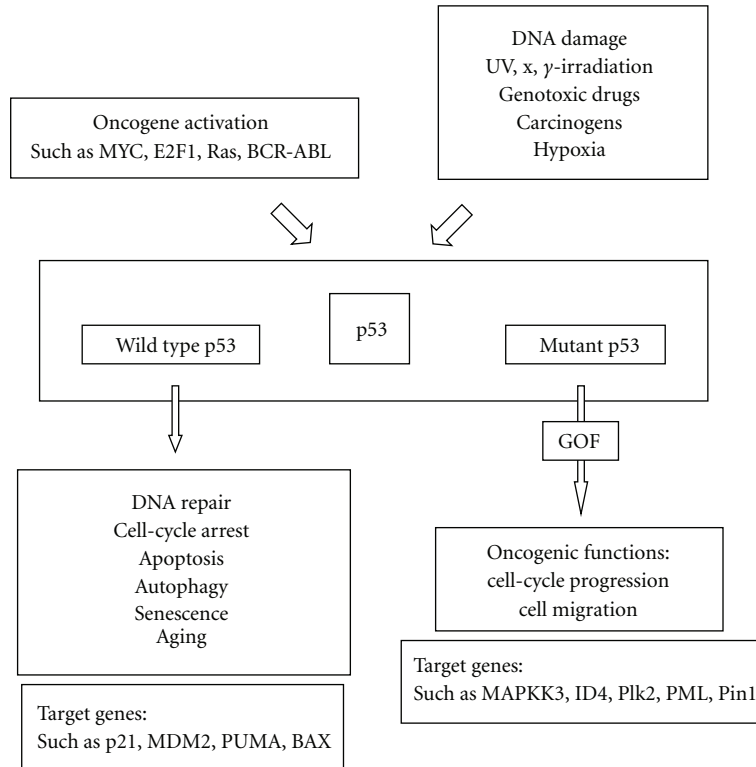 Oncogene activation
Such as MYC, E2F1, Ras, BCR-ABL
DNA damage
UV, x, γ-irradiation
Genotoxic drugs
Carcinogens
Hypoxia
p53
Wild type p53
Mutant p53
GOF
DNA repair
Cell-cycle arrest
Apoptosis
Autophagy
Senescence
Aging
Target genes:
Such as p21, MDM2, PUMA, BAX
Oncogenic functions:
cell-cycle progression
cell migration
Target genes:
Such as MAPKK3, ID4, Plk2, PML, Pin1